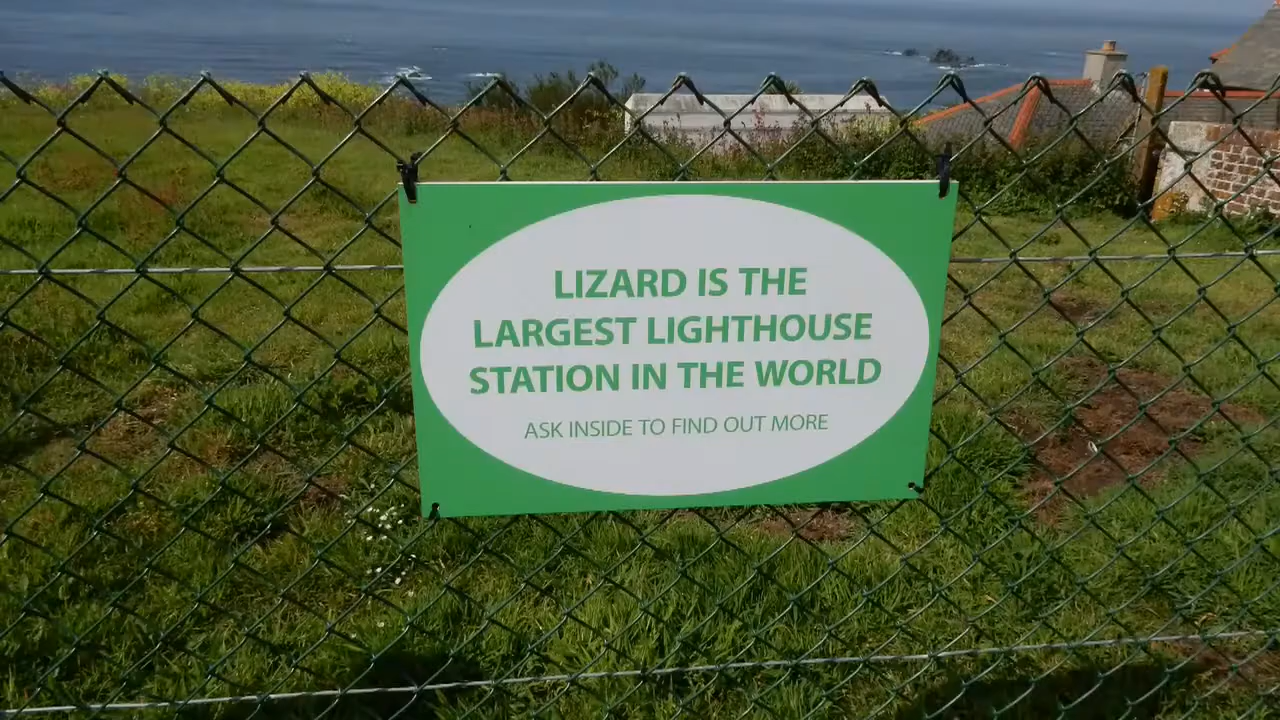 LIZARD IS THE
LARGEST LIGHTHOUSE
STATION IN THE WORLD
ASK INSIDE TO FIND OUT MORE